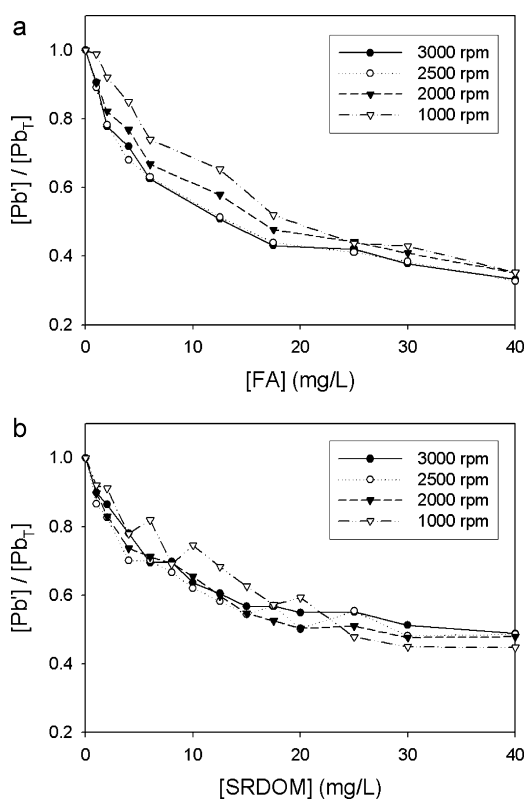 a
1.0
0.8
0.6
0.4
0.2
[Pb'] / [Pb_T]
0 10 20 30 40
[FA] (mg/L)
3000 rpm
2500 rpm
2000 rpm
1000 rpm
b
1.0
0.8
0.6
0.4
0.2
[Pb'] / [Pb_T]
0 10 20 30 40
[SRDOM] (mg/L)
3000 rpm
2500 rpm
2000 rpm
1000 rpm